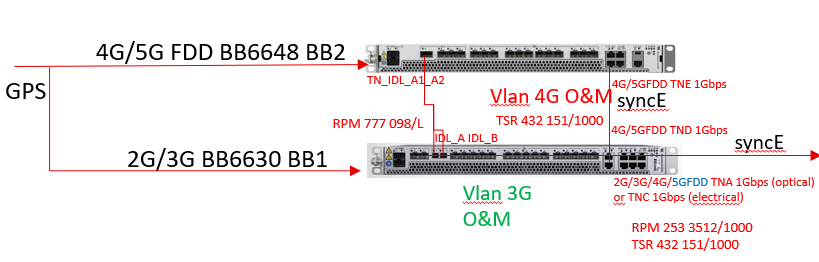 4G/5G FDD BB6648 BB2
GPS
TN_IDL_A1_A2
Vlan 4G O&M
4G/5GFDD TNE 1Gbps
syncE
TSR 432 151/1000
RPM 777 098/L
IDL_A IDL_B
4G/5GFDD TND 1Gbps
syncE
2G/3G BB6630 BB1
2G/3G/4G/5GFDD TNA 1Gbps (optical)
or TNC 1Gbps (electrical)
Vlan 3G
O&M
RPM 253 3512/1000
TSR 432 151/1000